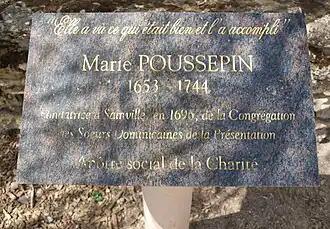 "Elle a vu ce qui était bien et l'a accompli"
Marie POUSSEPIN
1653 - 1744
Fondatrice à Sainville, en 1696, de la Congrégation
des Soeurs Dominicaines de la Présentation
Apôtre social de la Charité